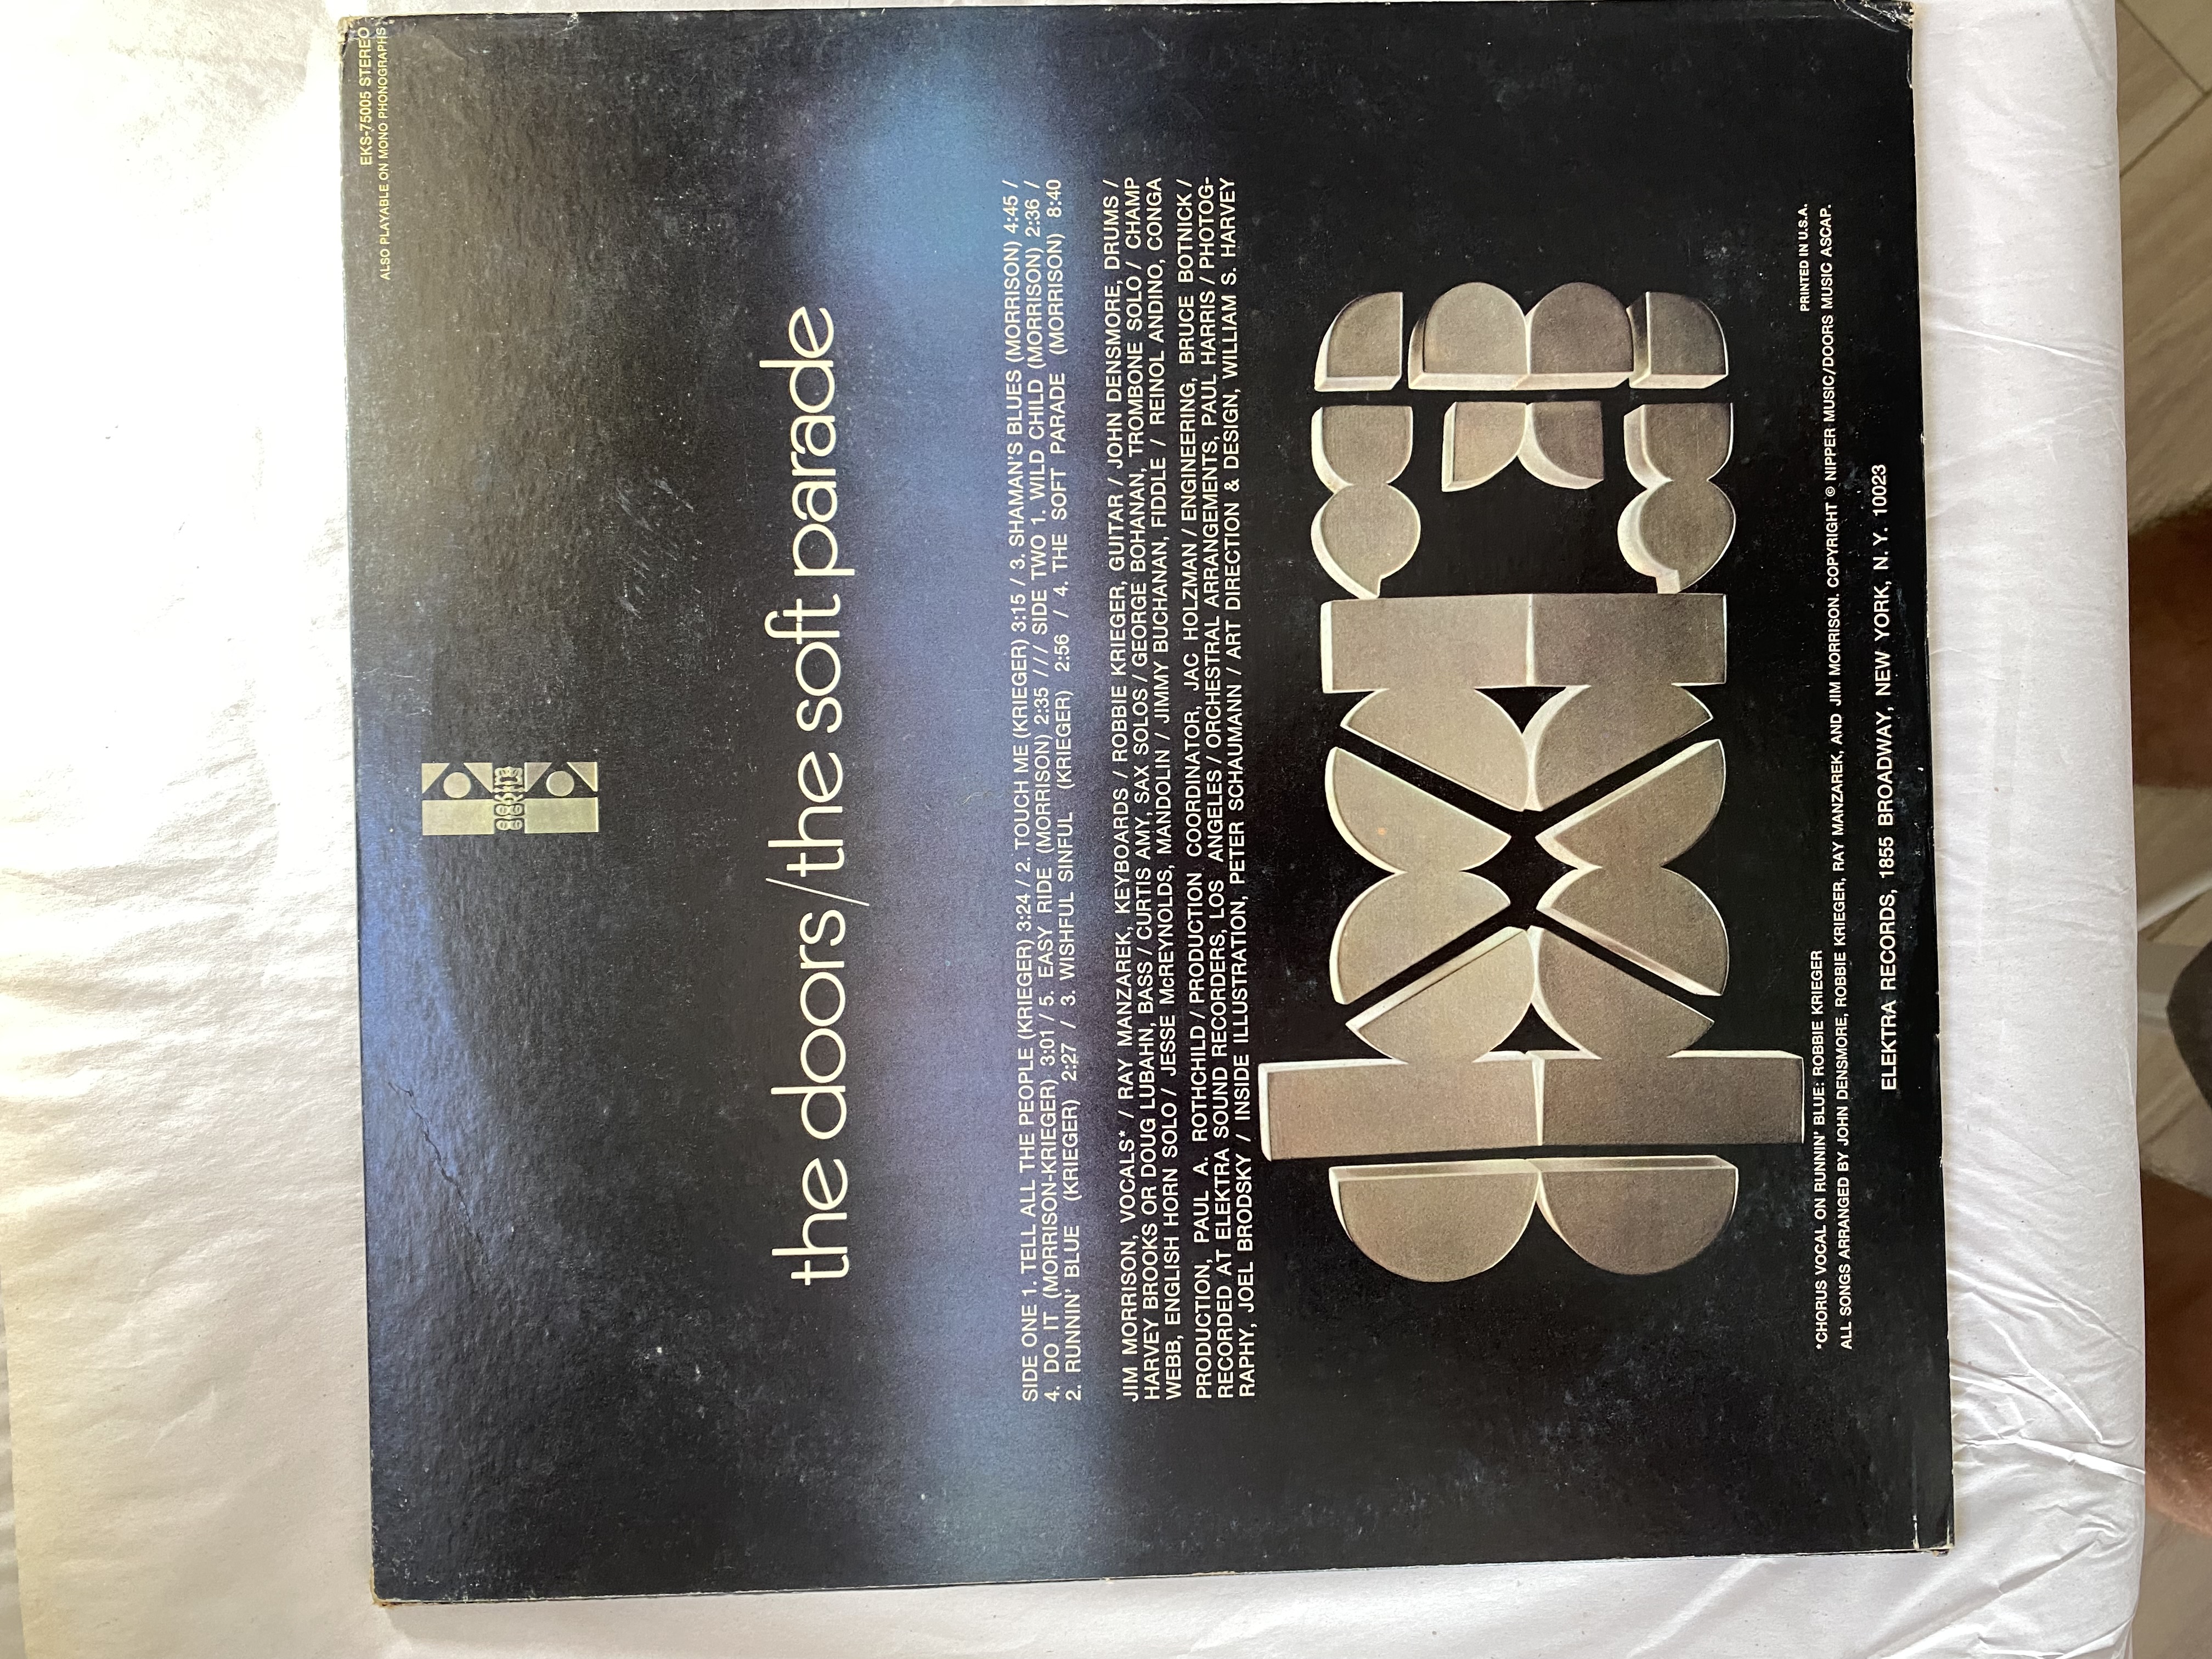 EKS-75005 STEREO
ALSO PLAYABLE ON MONO PHONOGRAPHS
the doors/the soft parade
SIDE ONE 1. TELL ALL THE PEOPLE (KRIEGER) 3:24 / 2. TOUCH ME (KRIEGER) 3:15 / 3. SHAMAN'S BLUES (MORRISON) 4:45 /
4. DO IT (MORRISON-KRIEGER) 3:01 / 5. EASY RIDE (MORRISON) 2:35 //// SIDE TWO 1. WILD CHILD (MORRISON) 2:36 /
2. RUNNIN' BLUE (KRIEGER) 2:27 / 3. WISHFUL SINFUL (KRIEGER) 2:56 / 4. THE SOFT PARADE (MORRISON) 8:40
JIM MORRISON, VOCALS* / RAY MANZAREK, KEYBOARDS / ROBBIE KRIEGER, GUITAR / JOHN DENSMORE, DRUMS /
HARVEY BROOKS OR DOUG LUBAHN, BASS / CURTIS AMY, SAX SOLOS / GEORGE BOHANAN, TROMBONE SOLO / CHAMP
WEBB, ENGLISH HORN SOLO / JESSE McREYNOLDS, MANDOLIN / JIMMY BUCHANAN, FIDDLE / REINOL ANDINO, CONGA
PRODUCTION, PAUL A. ROTHCHILD / PRODUCTION COORDINATOR, JAC HOLZMAN / ENGINEERING, BRUCE BOTNICK /
RECORDED AT ELEKTRA SOUND RECORDERS, LOS ANGELES / ORCHESTRAL ARRANGEMENTS, PAUL HARRIS / PHOTOG-
RAPHY, JOEL BRODSKY / INSIDE ILLUSTRATION, PETER SCHAUMANN / ART DIRECTION & DESIGN, WILLIAM S. HARVEY
*CHORUS VOCAL ON RUNNIN' BLUE: ROBBIE KRIEGER
PRINTED IN U.S.A.
ALL SONGS ARRANGED BY JOHN DENSMORE, ROBBIE KRIEGER, RAY MANZAREK, AND JIM MORRISON. COPYRIGHT © NIPPER MUSIC/DOORS MUSIC ASCAP.
ELEKTRA RECORDS, 1855 BROADWAY, NEW YORK, N. Y. 10023